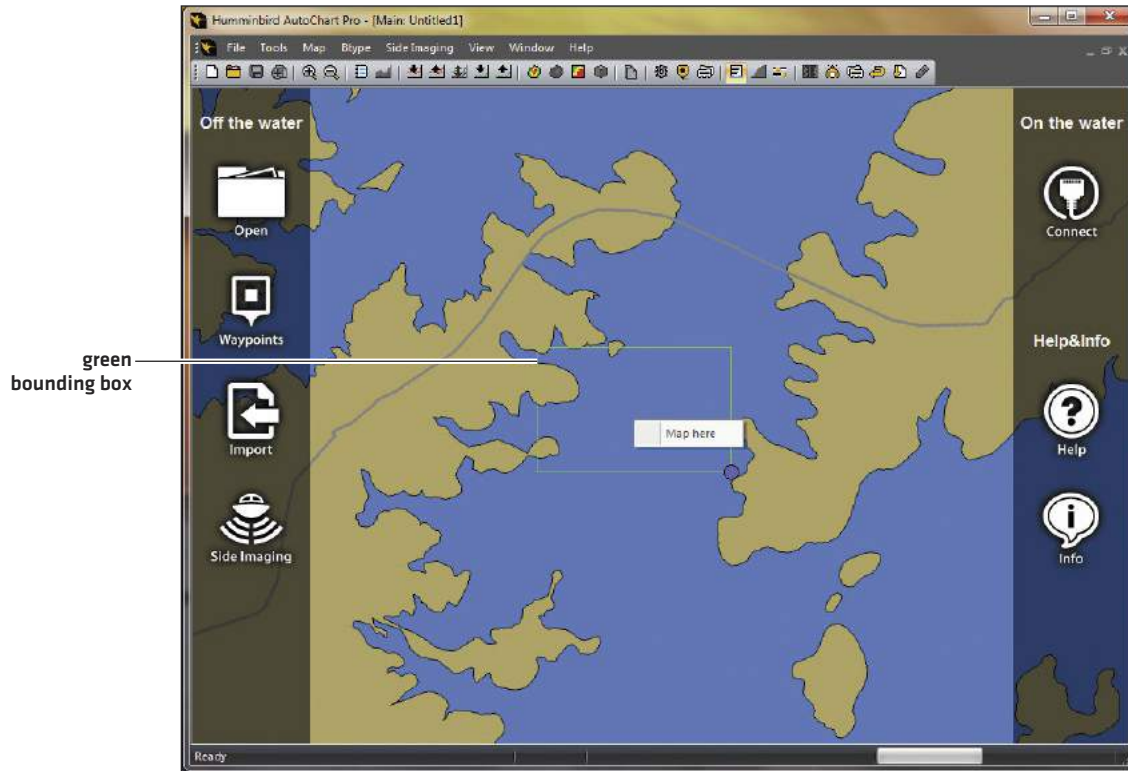 Humminbird AutoChart Pro - [Main: Untitled1]
File Tools Map Btype Side Imaging View Window Help
Off the water
Open
Waypoints
Import
Side Imaging
green
bounding box
Map here
On the water
Connect
Help&Info
Help
Info
Ready